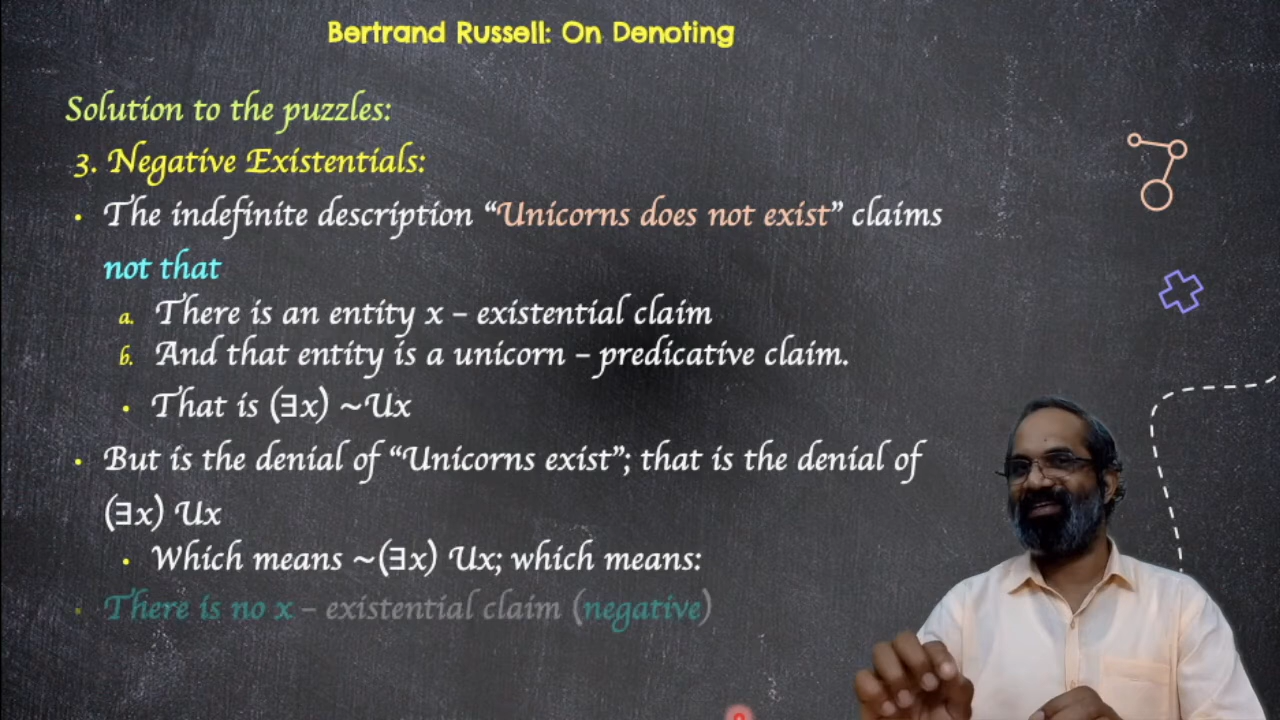 Bertrand Russell: On Denoting
Solution to the puzzles:
3. Negative Existentials:
• The indefinite description “Unicorns does not exist” claims
not that
a. There is an entity x – existential claim
b. And that entity is a unicorn – predicative claim.
• That is (∃x) ~Ux
• But is the denial of “Unicorns exist”; that is the denial of
(∃x) Ux
• Which means ~(∃x) Ux; which means:
• There is no x – existential claim (negative)